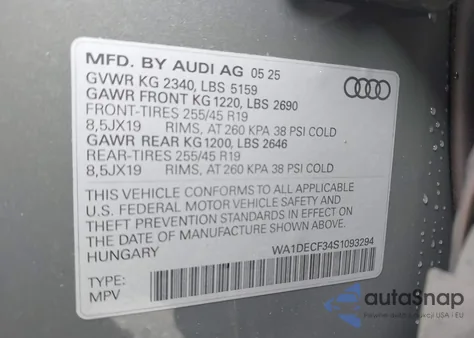 MFD. BY AUDI AG 05 25
GVWR KG 2340, LBS 5159
GAWR FRONT KG 1220, LBS 2690
FRONT-TIRES 255/45 R19
8,5JX19 RIMS, AT 260 KPA 38 PSI COLD
GAWR REAR KG 1200, LBS 2646
REAR-TIRES 255/45 R19
8,5JX19 RIMS, AT 260 KPA 38 PSI COLD
THIS VEHICLE CONFORMS TO ALL APPLICABLE
U.S. FEDERAL MOTOR VEHICLE SAFETY AND
THEFT PREVENTION STANDARDS IN EFFECT ON
THE DATE OF MANUFACTURE SHOWN ABOVE.
HUNGARY WA1DECF34S1093294
TYPE:
MPV
autoSnap
USA i EU